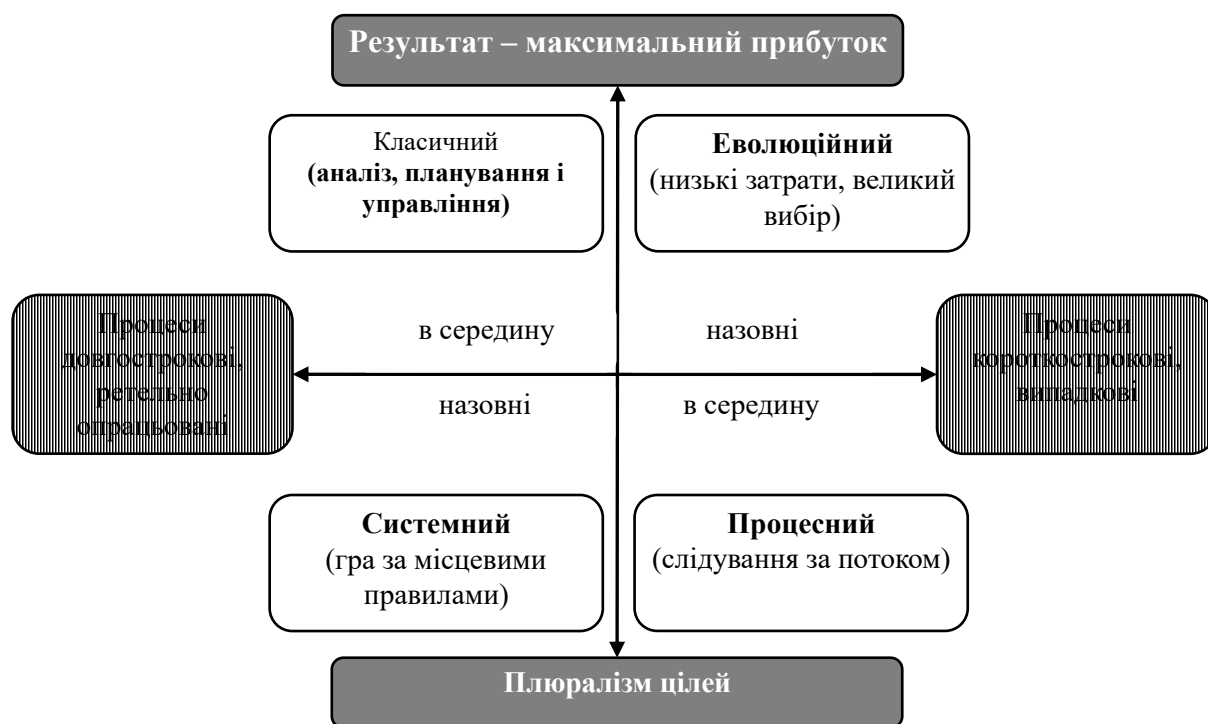 Результат – максимальний прибуток
Класичний
(аналіз, планування і
управління)
Еволюційний
(низькі затрати, великий
вибір)
Процеси
довгострокові,
ретельно
опрацьовані
в середину
назовні
назовні
в середину
Процеси
короткострокові,
випадкові
Системний
(гра за місцевими
правилами)
Процесний
(слідування за потоком)
Плюралізм цілей